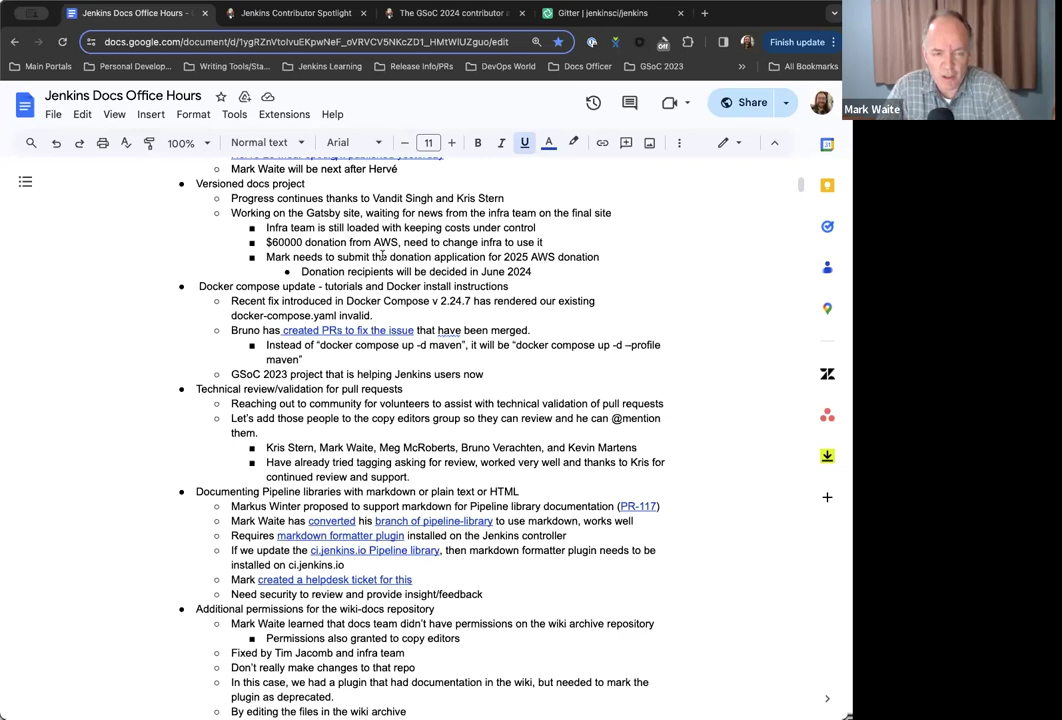 Jenkins Docs Office Hours -
Jenkins Contributor Spotlight
The GSoC 2024 contributor a
Gitter | jenkinsci/jenkins
docs.google.com/document/d/1ygRZnVtoIvuEKpwNeF_oVRVCV5NKcZD1_HMtWIUZguo/edit
Off
Finish update
Main Portals
Personal Develop...
Writing Tools/Sta...
Jenkins Learning
Release Info/PRs
DevOps World
Docs Officer
GSoC 2023
»
All Bookmarks
Mark Waite
Jenkins Docs Office Hours
File Edit View Insert Format Tools Extensions Help
Share
100%
Normal text
Arial
11
B I U A
Mark Waite will be next after Hervé
● Versioned docs project
○ Progress continues thanks to Vandit Singh and Kris Stern
○ Working on the Gatsby site, waiting for news from the infra team on the final site
■ Infra team is still loaded with keeping costs under control
■ $60000 donation from AWS, need to change infra to use it
■ Mark needs to submit the donation application for 2025 AWS donation
● Donation recipients will be decided in June 2024
● Docker compose update - tutorials and Docker install instructions
○ Recent fix introduced in Docker Compose v 2.24.7 has rendered our existing
docker-compose.yaml invalid.
○ Bruno has created PRs to fix the issue that have been merged.
■ Instead of “docker compose up -d maven”, it will be “docker compose up -d –profile
maven”
○ GSoC 2023 project that is helping Jenkins users now
● Technical review/validation for pull requests
○ Reaching out to community for volunteers to assist with technical validation of pull requests
○ Let’s add those people to the copy editors group so they can review and he can @mention
them.
■ Kris Stern, Mark Waite, Meg McRoberts, Bruno Verachten, and Kevin Martens
■ Have already tried tagging asking for review, worked very well and thanks to Kris for
continued review and support.
● Documenting Pipeline libraries with markdown or plain text or HTML
○ Markus Winter proposed to support markdown for Pipeline library documentation (PR-117)
○ Mark Waite has converted his branch of pipeline-library to use markdown, works well
○ Requires markdown formatter plugin installed on the Jenkins controller
○ If we update the ci.jenkins.io Pipeline library, then markdown formatter plugin needs to be
installed on ci.jenkins.io
○ Mark created a helpdesk ticket for this
○ Need security to review and provide insight/feedback
● Additional permissions for the wiki-docs repository
○ Mark Waite learned that docs team didn’t have permissions on the wiki archive repository
■ Permissions also granted to copy editors
○ Fixed by Tim Jacomb and infra team
○ Don’t really make changes to that repo
○ In this case, we had a plugin that had documentation in the wiki, but needed to mark the
plugin as deprecated.
○ By editing the files in the wiki archive